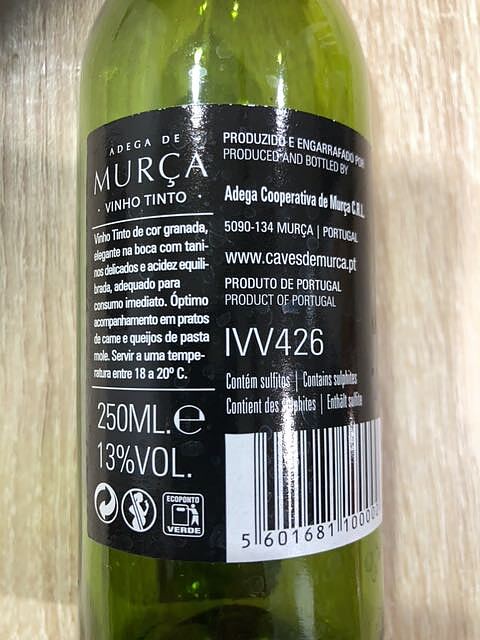 ADEGA DE
MURÇA
· VINHO TINTO ·
Vinho Tinto de cor granada,
elegante na boca com tani-
nos delicados e acidez equili-
brada, adequado para
consumo imediato. Óptimo
acompanhamento em pratos
de carne e queijos de pasta
mole. Servir a uma tempe-
ratura entre 18 a 20º C.
250ML. e
13%VOL.
ECOPONTO
VERDE
PRODUZIDO E ENGARRAFADO POR
PRODUCED AND BOTTLED BY
Adega Cooperativa de Murça C.R.L.
5090-134 MURÇA | PORTUGAL
www.cavesdemurca.pt
PRODUTO DE PORTUGAL
PRODUCT OF PORTUGAL
IVV426
Contém sulfitos | Contains sulphites
Contient des sulphites | Enthält sulfite
5 601681 10000